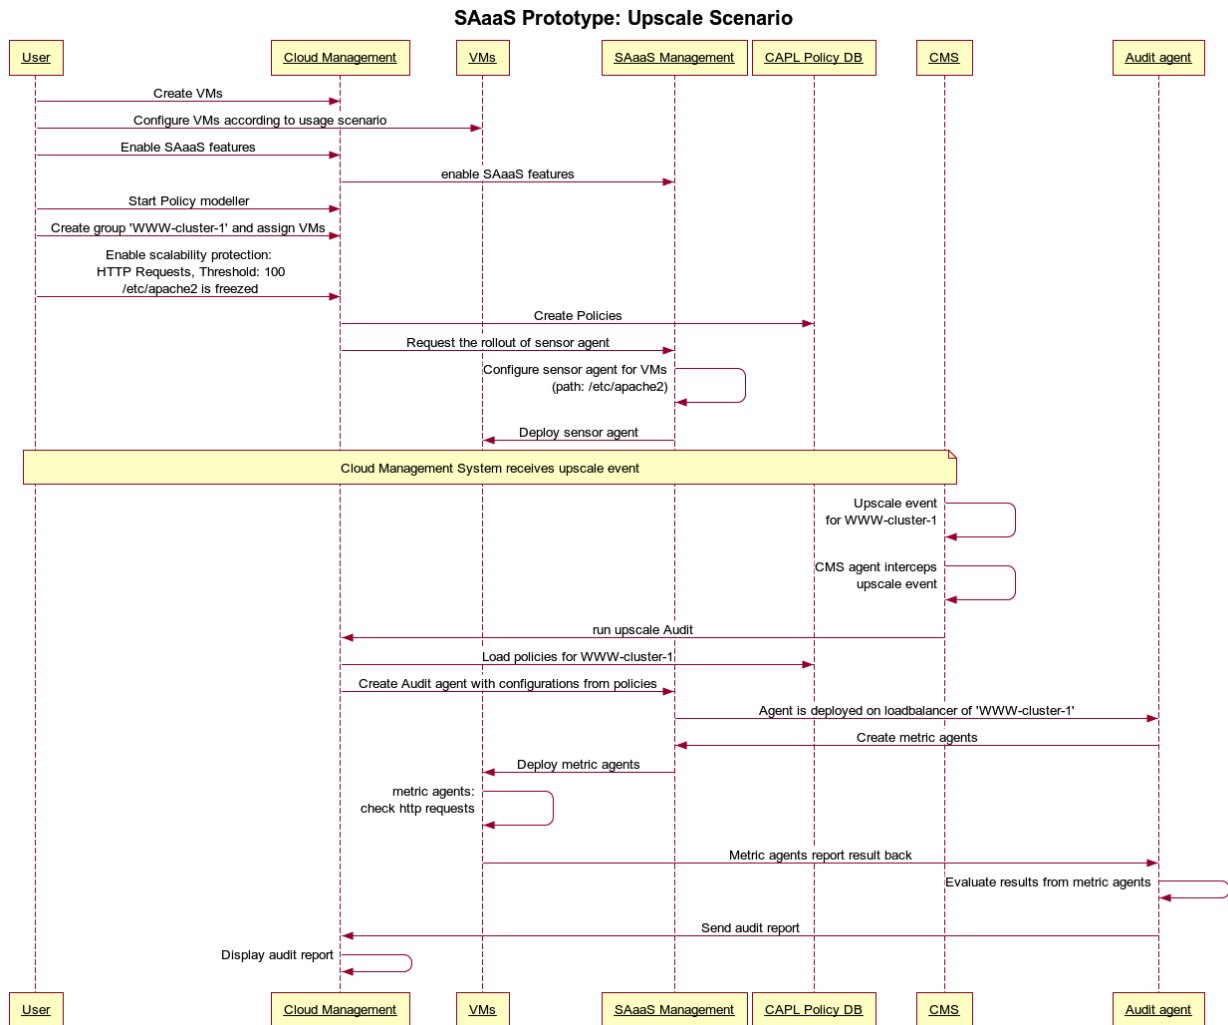 SAaaS Prototype: Upscale Scenario
User Cloud Management VMs SAaaS Management CAPL Policy DB CMS Audit agent
Create VMs
Configure VMs according to usage scenario
Enable SAaaS features
enable SAaaS features
Start Policy modeller
Create group 'WWW-cluster-1' and assign VMs
Enable scalability protection:
HTTP Requests, Threshold: 100
/etc/apache2 is freezed
Create Policies
Request the rollout of sensor agent
Configure sensor agent for VMs
(path: /etc/apache2)
Deploy sensor agent
Cloud Management System receives upscale event
Upscale event
for WWW-cluster-1
CMS agent interceps
upscale event
run upscale Audit
Load policies for WWW-cluster-1
Create Audit agent with configurations from policies
Agent is deployed on loadbalancer of 'WWW-cluster-1'
Create metric agents
Deploy metric agents
metric agents:
check http requests
Metric agents report result back
Evaluate results from metric agents
Send audit report
Display audit report
User Cloud Management VMs SAaaS Management CAPL Policy DB CMS Audit agent